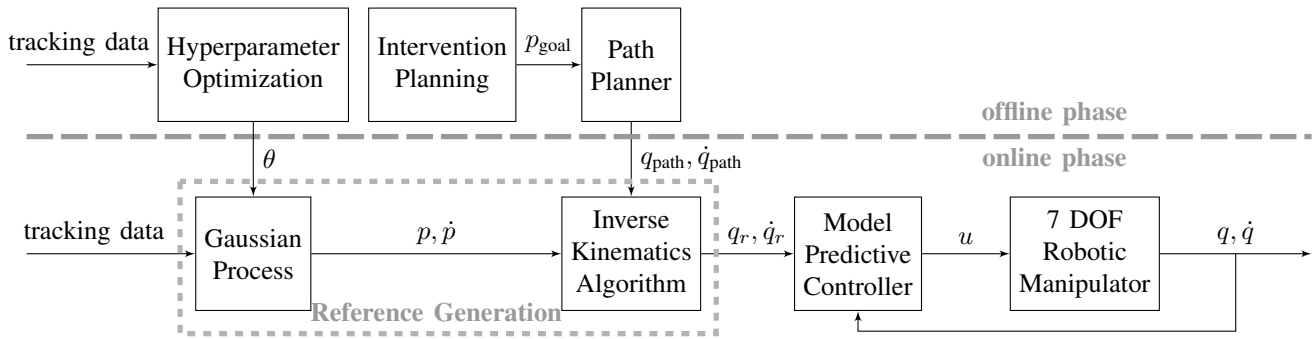 tracking data
Hyperparameter
Optimization
Intervention
Planning
p_goal
Path
Planner
offline phase
online phase
θ
q_path, q̇_path
tracking data
Gaussian
Process
p, ṗ
Inverse
Kinematics
Algorithm
q_r, q̇_r
Model
Predictive
Controller
u
7 DOF
Robotic
Manipulator
q, q̇
Reference Generation